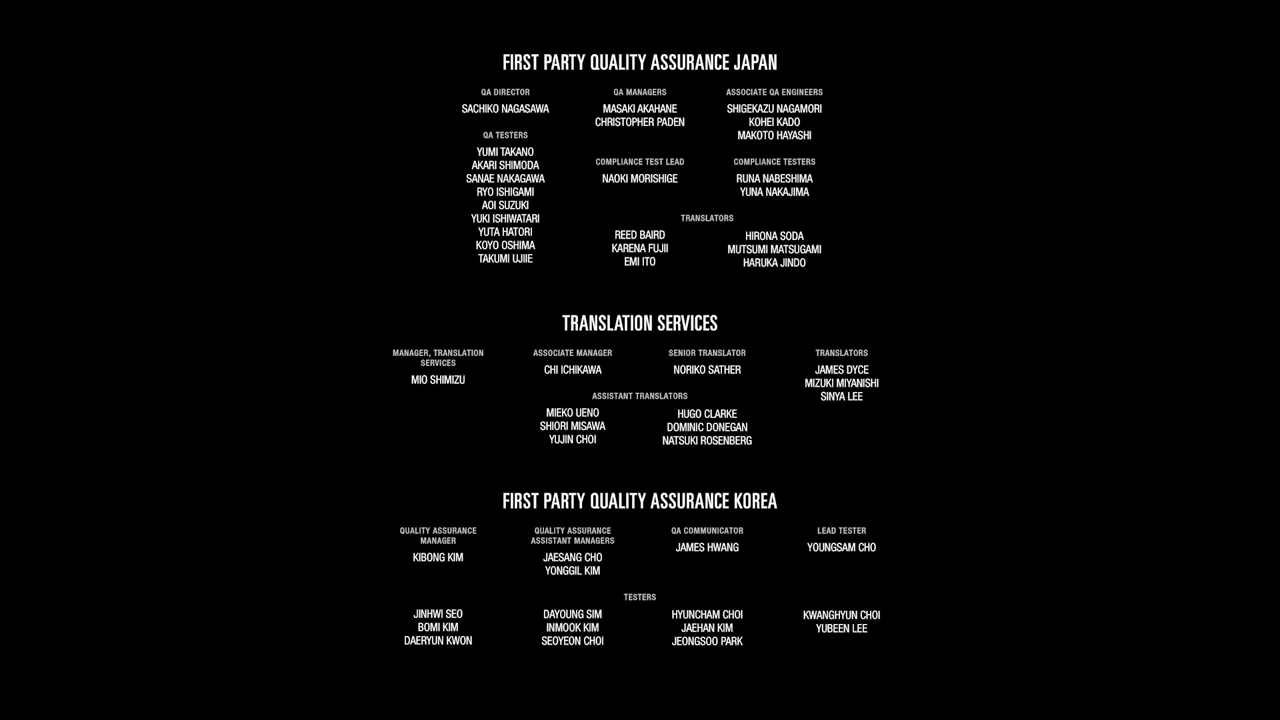 FIRST PARTY QUALITY ASSURANCE JAPAN
QA DIRECTOR
SACHIKO NAGASAWA
QA MANAGERS
MASAKI AKAHANE
CHRISTOPHER PADEN
ASSOCIATE QA ENGINEERS
SHIGEKAZU NAGAMORI
KOHEI KADO
MAKOTO HAYASHI
QA TESTERS
YUMI TAKANO
AKARI SHIMODA
SANAE NAKAGAWA
RYO ISHIGAMI
AOI SUZUKI
YUKI ISHIWATARI
YUTA HATORI
KOYO OSHIMA
TAKUMI UJIIE
COMPLIANCE TEST LEAD
NAOKI MORISHIGE
COMPLIANCE TESTERS
RUNA NABESHIMA
YUNA NAKAJIMA
TRANSLATORS
REED BAIRD
KARENA FUJII
EMI ITO
HIRONA SODA
MUTSUMI MATSUGAMI
HARUKA JINDO
TRANSLATION SERVICES
MANAGER, TRANSLATION
SERVICES
MIO SHIMIZU
ASSOCIATE MANAGER
CHI ICHIKAWA
SENIOR TRANSLATOR
NORIKO SATHER
TRANSLATORS
JAMES DYCE
MIZUKI MIYANISHI
SINYA LEE
ASSISTANT TRANSLATORS
MIEKO UENO
SHIORI MISAWA
YUJIN CHOI
HUGO CLARKE
DOMINIC DONEGAN
NATSUKI ROSENBERG
FIRST PARTY QUALITY ASSURANCE KOREA
QUALITY ASSURANCE
MANAGER
KIBONG KIM
QUALITY ASSURANCE
ASSISTANT MANAGERS
JAESANG CHO
YONGGIL KIM
QA COMMUNICATOR
JAMES HWANG
LEAD TESTER
YOUNGSAM CHO
TESTERS
JINHWI SEO
BOMI KIM
DAERYUN KWON
DAYOUNG SIM
INMOOK KIM
SEOYEON CHOI
HYUNCHAM CHOI
JAEHAN KIM
JEONGSOO PARK
KWANGHYUN CHOI
YUBEEN LEE